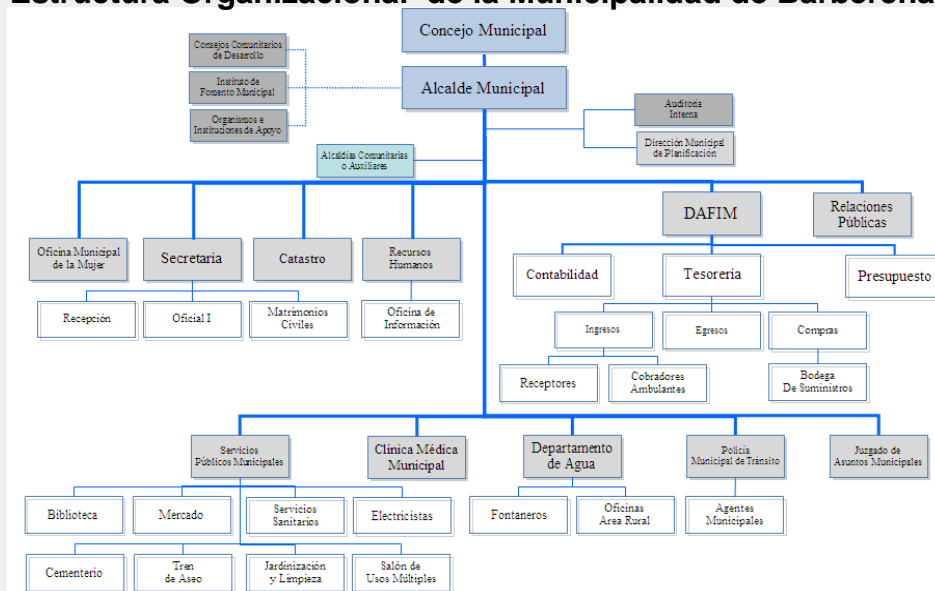 Estructura Organizacional de la Municipalidad de Barberena
Concejo Municipal
Consejos Comunitarios
de Desarrollo
Instituto de
Fomento Municipal
Organismos e
Instituciones de Apoyo
Alcalde Municipal
Auditoria
Interna
Dirección Municipal
de Planificación
Alcaldías Comunitarias
o Auxiliares
Oficina Municipal
de la Mujer
Secretaria
Catastro
Recursos
Humanos
DAFIM
Relaciones
Públicas
Recepción
Oficial I
Matrimonios
Civiles
Oficina de
Información
Contabilidad
Tesoreria
Presupuesto
Ingresos
Egresos
Compras
Receptores
Cobradores
Ambulantes
Bodega
De Suministros
Servicios
Públicos Municipales
Clínica Médica
Municipal
Departamento
de Agua
Policía
Municipal de Tránsito
Juzgado de
Asuntos Municipales
Biblioteca
Mercado
Servicios
Sanitarios
Electricistas
Fontaneros
Oficinas
Area Rural
Agentes
Municipales
Cementerio
Tren
de Aseo
Jardinización
y Limpieza
Salón de
Usos Múltiples